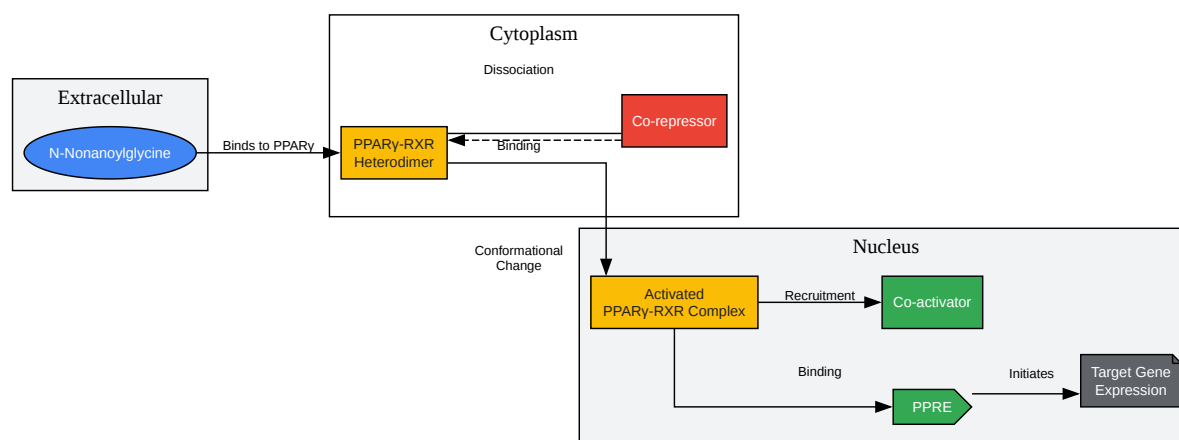 Cytoplasm
Dissociation
Extracellular
Co-repressor
N-Nonanoylglycine
Binds to PPARγ
PPARγ-RXR
Heterodimer
Binding
Nucleus
Conformational
Change
Activated
PPARγ-RXR Complex
Recruitment
Co-activator
Binding
Initiates
Target Gene
Expression
PPRE